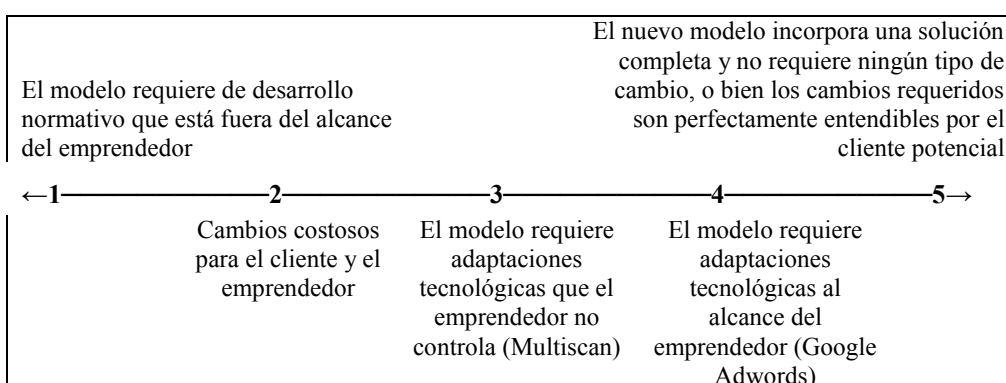 El modelo requiere de desarrollo
normativo que está fuera del alcance
del emprendedor
El nuevo modelo incorpora una solución
completa y no requiere ningún tipo de
cambio, o bien los cambios requeridos
son perfectamente entendibles por el
cliente potencial
←1—2—3—4—5→
Cambios costosos
para el cliente y el
emprendedor
El modelo requiere
adaptaciones
tecnológicas que el
emprendedor no
controla (Multiscan)
El modelo requiere
adaptaciones
tecnológicas al
alcance del
emprendedor (Google
Adwords)